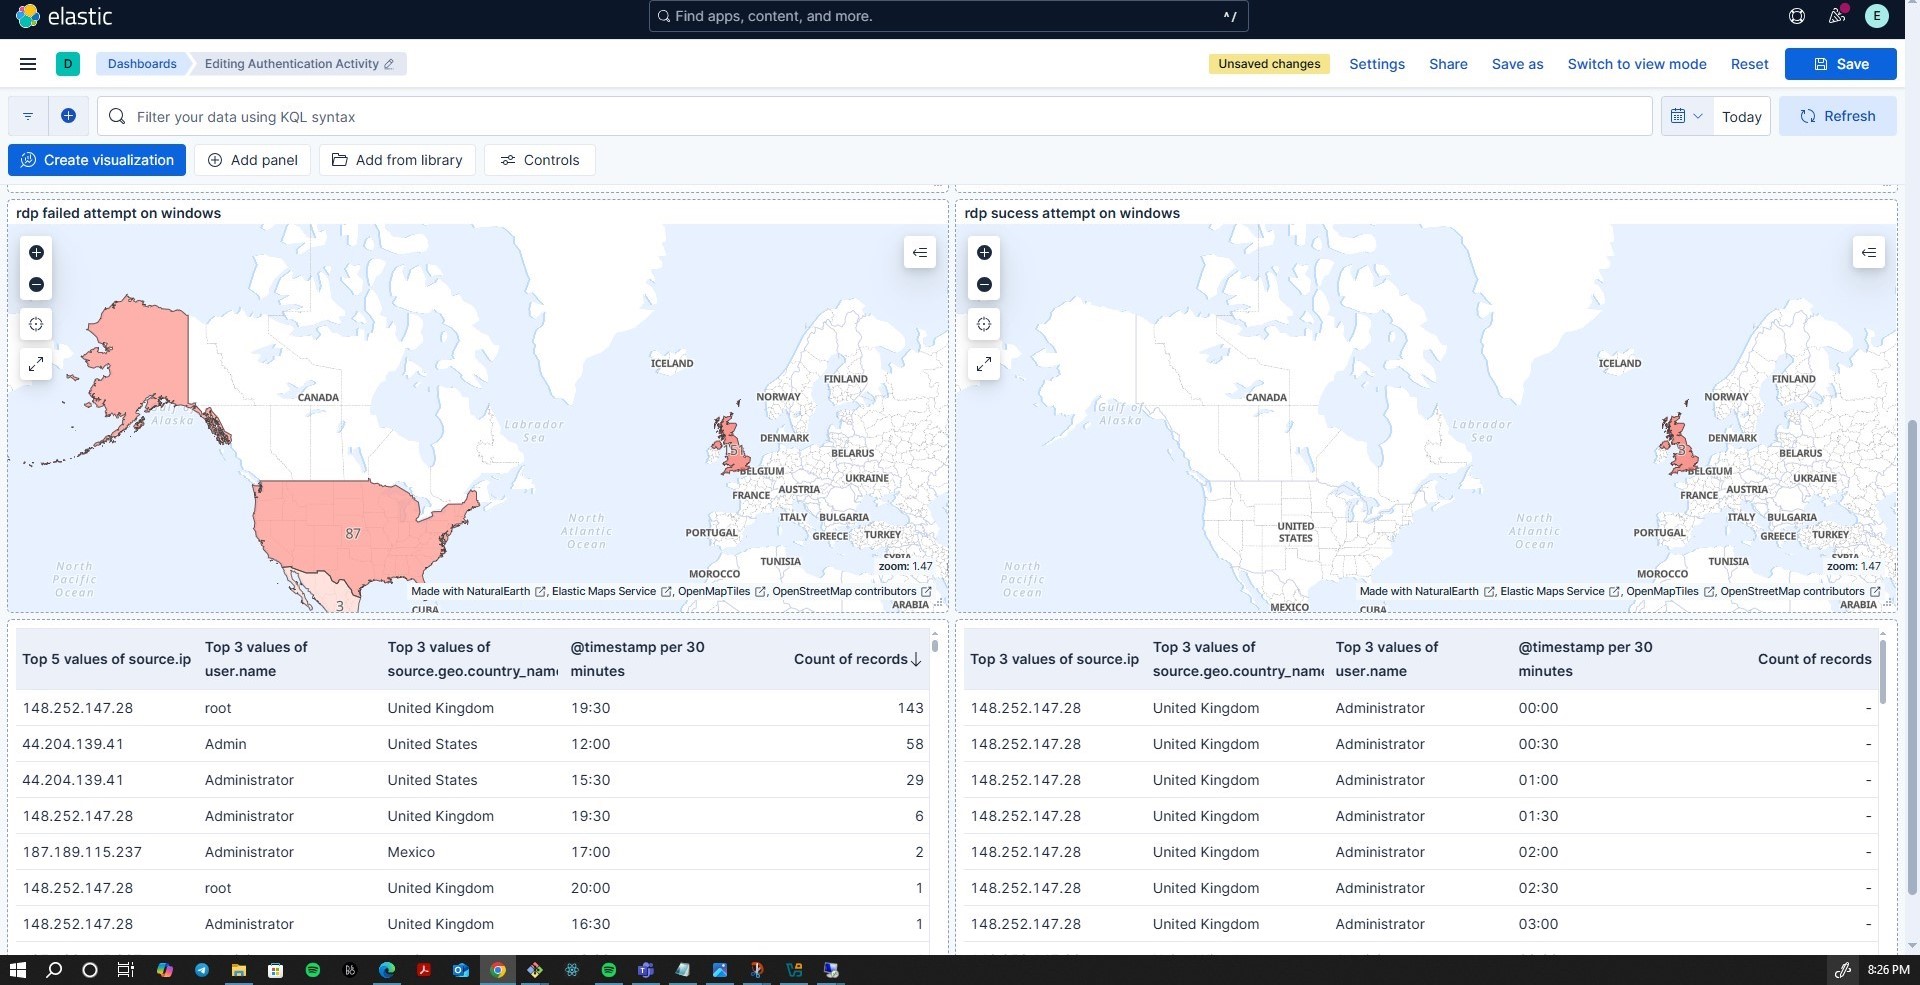 elastic
Find apps, content, and more.
^/
E
D
Dashboards
Editing Authentication Activity
Unsaved changes
Settings
Share
Save as
Switch to view mode
Reset
Save
Filter your data using KQL syntax
Today
Refresh
Create visualization
Add panel
Add from library
Controls
rdp failed attempt on windows
ICELAND
FINLAND
NORWAY
CANADA
Gulf of
Alaska
Labrador
Sea
DENMARK
151
BELARUS
BELGIUM
UKRAINE
AUSTRIA
FRANCE
North
Atlantic
Ocean
ITALY
BULGARIA
PORTUGAL
GREECE
TURKEY
87
SYRIA
TUNISIA
zoom: 1.47
North
Pacific
Ocean
MOROCCO
Made with NaturalEarth , Elastic Maps Service , OpenMapTiles , OpenStreetMap contributors
3
CUBA
ARABIA
rdp sucess attempt on windows
ICELAND
FINLAND
NORWAY
CANADA
Gulf of
Alaska
Labrador
Sea
DENMARK
3
BELARUS
BELGIUM
UKRAINE
AUSTRIA
FRANCE
North
Atlantic
Ocean
ITALY
BULGARIA
UNITED
STATES
PORTUGAL
GREECE
TURKEY
SYRIA
TUNISIA
zoom: 1.47
North
Pacific
Ocean
MOROCCO
Made with NaturalEarth , Elastic Maps Service , OpenMapTiles , OpenStreetMap contributors
MEXICO
CUBA
ARABIA
Top 5 values of source.ip
Top 3 values of
user.name
Top 3 values of
source.geo.country_name
@timestamp per 30
minutes
Count of records
148.252.147.28 root United Kingdom 19:30 143
44.204.139.41 Admin United States 12:00 58
44.204.139.41 Administrator United States 15:30 29
148.252.147.28 Administrator United Kingdom 19:30 6
187.189.115.237 Administrator Mexico 17:00 2
148.252.147.28 root United Kingdom 20:00 1
148.252.147.28 Administrator United Kingdom 16:30 1
Top 3 values of source.ip
Top 3 values of
source.geo.country_name
Top 3 values of
user.name
@timestamp per 30
minutes
Count of records
148.252.147.28 United Kingdom Administrator 00:00 -
148.252.147.28 United Kingdom Administrator 00:30 -
148.252.147.28 United Kingdom Administrator 01:00 -
148.252.147.28 United Kingdom Administrator 01:30 -
148.252.147.28 United Kingdom Administrator 02:00 -
148.252.147.28 United Kingdom Administrator 02:30 -
148.252.147.28 United Kingdom Administrator 03:00 -
8:26 PM